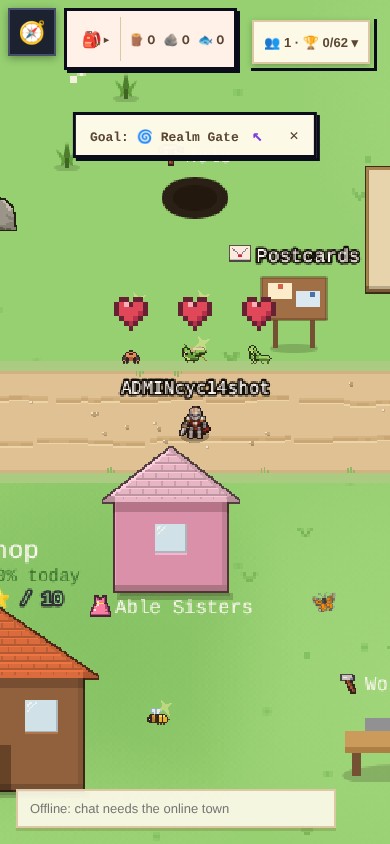 0 0 0
1 · 0/62 ▾
Goal: Realm Gate ×
Postcards
ADMINcycl4shot
hop
0% today
/ 10
Able Sisters
Wo
Offline: chat needs the online town